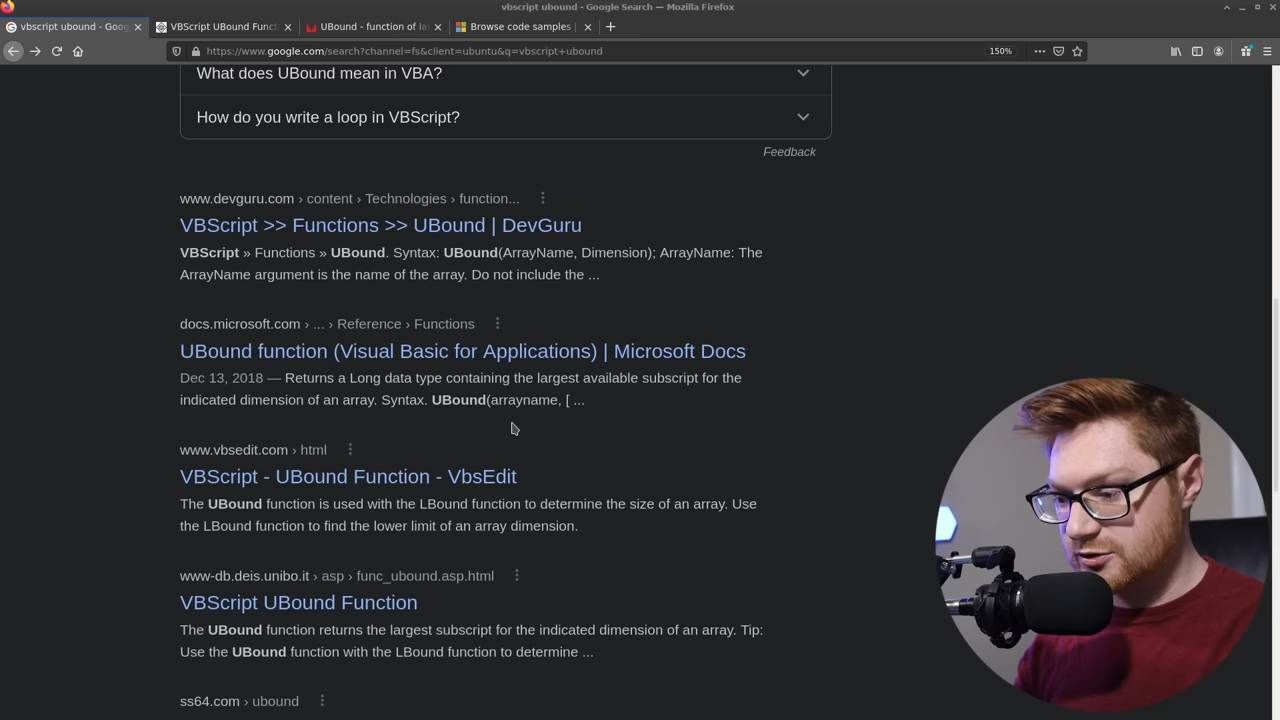 vbscript ubound - Google Search — Mozilla Firefox
vbscript ubound - Goog
VBScript UBound Funct
UBound - function of la
Browse code samples
https://www.google.com/search?channel=fs&client=ubuntu&q=vbscript+ubound
150%
What does UBound mean in VBA?
How do you write a loop in VBScript?
Feedback
www.devguru.com › content › Technologies › function...
VBScript >> Functions >> UBound | DevGuru
VBScript » Functions » UBound. Syntax: UBound(ArrayName, Dimension); ArrayName: The
ArrayName argument is the name of the array. Do not include the ...
docs.microsoft.com › ... › Reference › Functions
UBound function (Visual Basic for Applications) | Microsoft Docs
Dec 13, 2018 — Returns a Long data type containing the largest available subscript for the
indicated dimension of an array. Syntax. UBound(arrayname, [ ...
www.vbsedit.com › html
VBScript - UBound Function - VbsEdit
The UBound function is used with the LBound function to determine the size of an array. Use
the LBound function to find the lower limit of an array dimension.
www-db.deis.unibo.it › asp › func_ubound.asp.html
VBScript UBound Function
The UBound function returns the largest subscript for the indicated dimension of an array. Tip:
Use the UBound function with the LBound function to determine ...
ss64.com › ubound